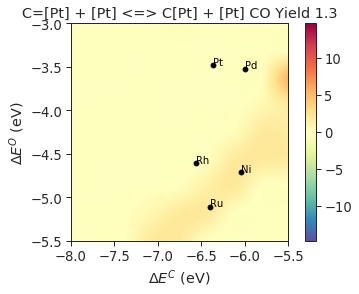 C=[Pt] + [Pt] <=> C[Pt] + [Pt] CO Yield 1.3
−3.0
−3.5
−4.0
−4.5
−5.0
−5.5
ΔE^O (eV)
Pt
Pd
Rh
Ni
Ru
−8.0 −7.5 −7.0 −6.5 −6.0 −5.5
ΔE^C (eV)
10
5
0
−5
−10